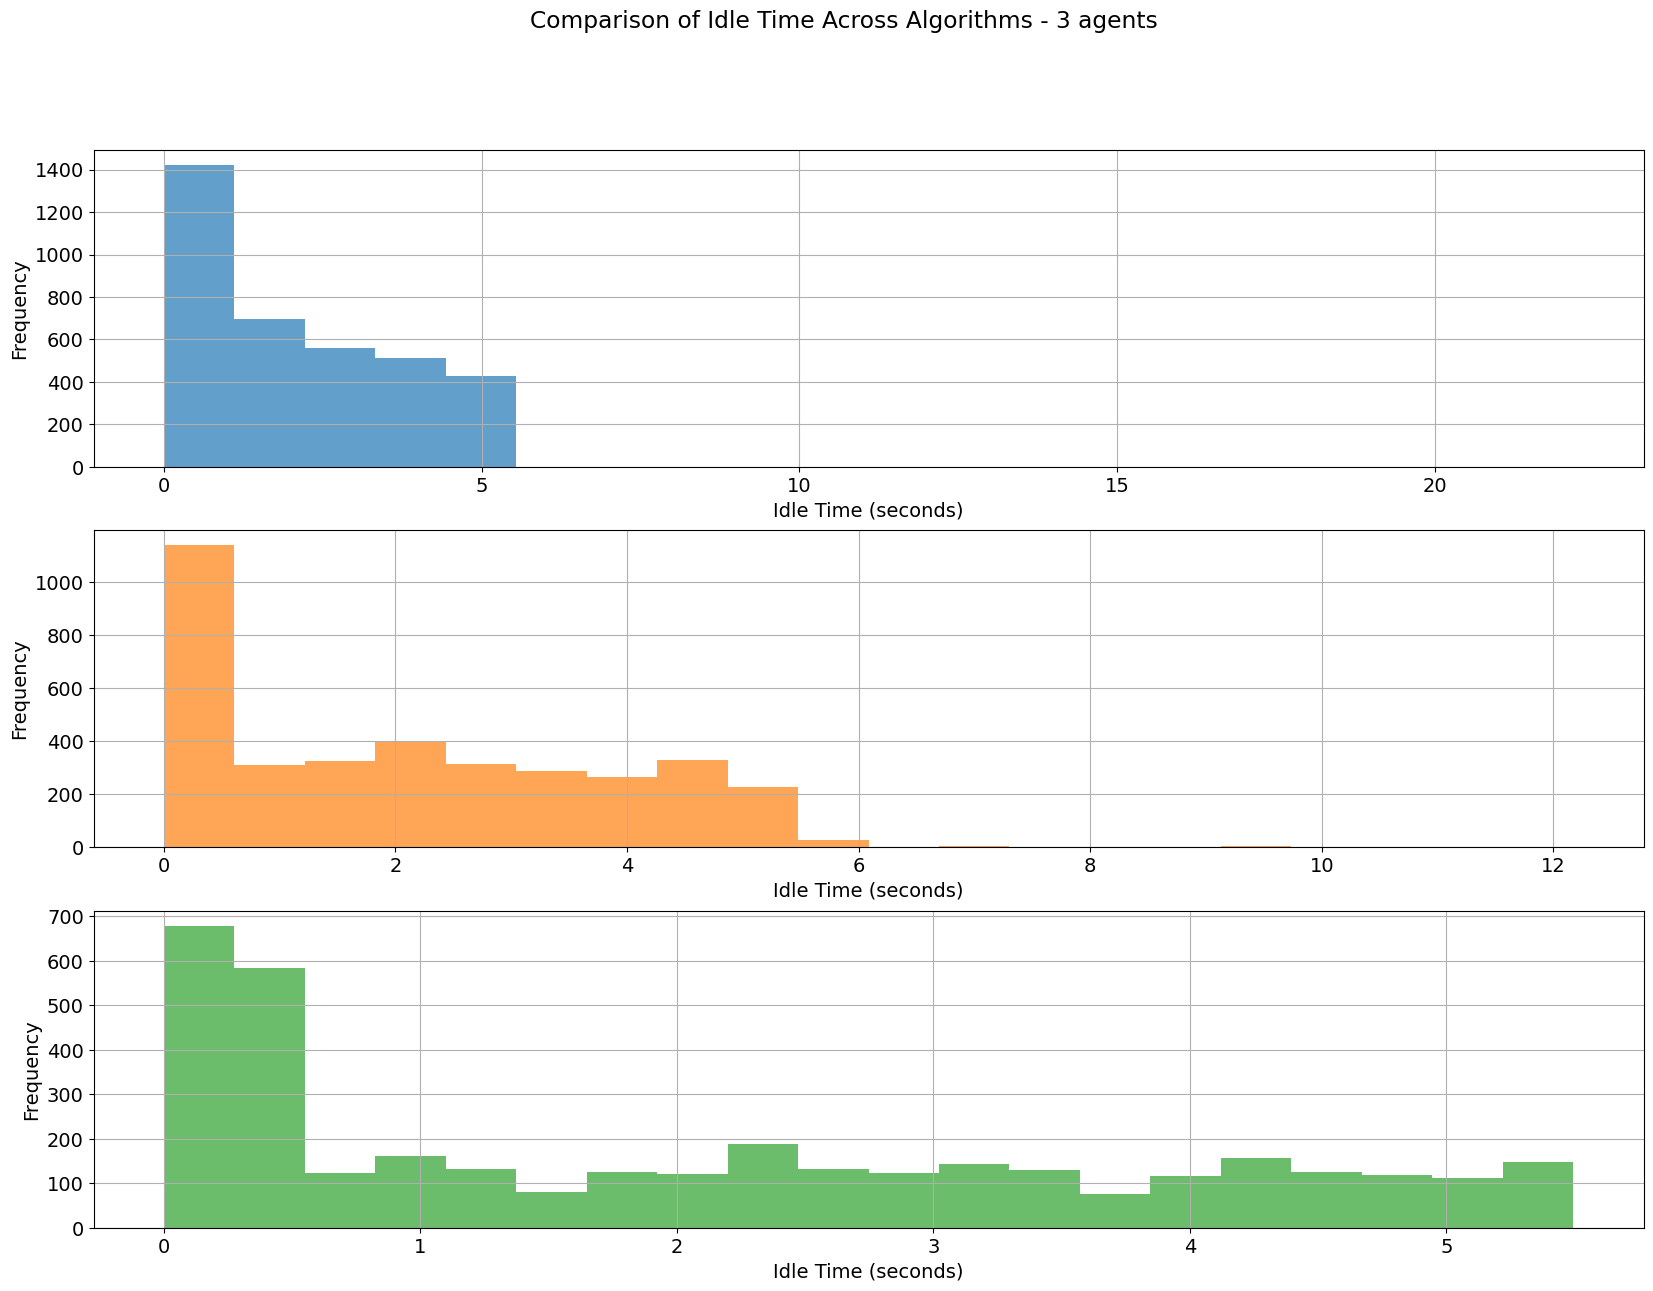 Comparison of Idle Time Across Algorithms - 3 agents
1400
1200
1000
800
600
400
200
0
Frequency
0 5 10 15 20
Idle Time (seconds)
1000
800
600
400
200
0
Frequency
0 2 4 6 8 10 12
Idle Time (seconds)
700
600
500
400
300
200
100
0
Frequency
0 1 2 3 4 5
Idle Time (seconds)